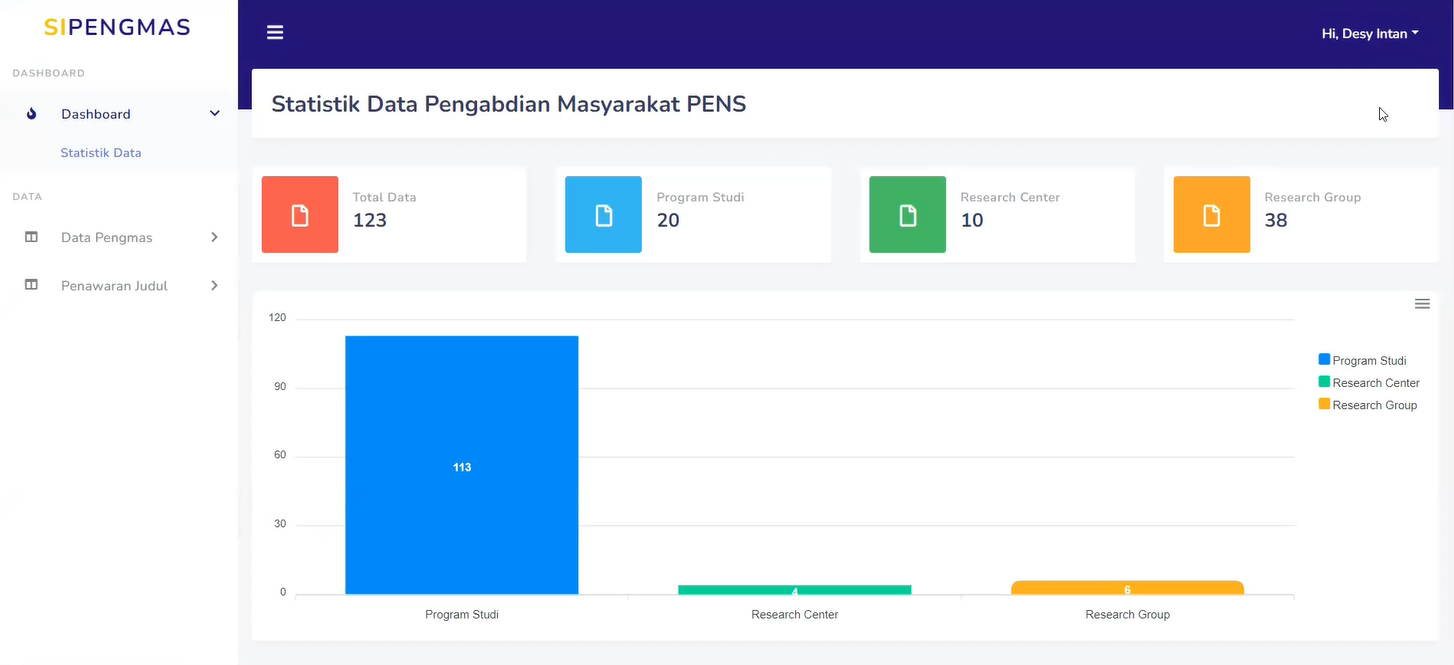 SIPENGMAS
Hi, Desy Intan
DASHBOARD
Dashboard
Statistik Data
DATA
Data Pengmas
Penawaran Judul
Statistik Data Pengabdian Masyarakat PENS
Total Data
123
Program Studi
20
Research Center
10
Research Group
38
120
90
60
30
0
113
4
6
Program Studi
Research Center
Research Group
Program Studi
Research Center
Research Group